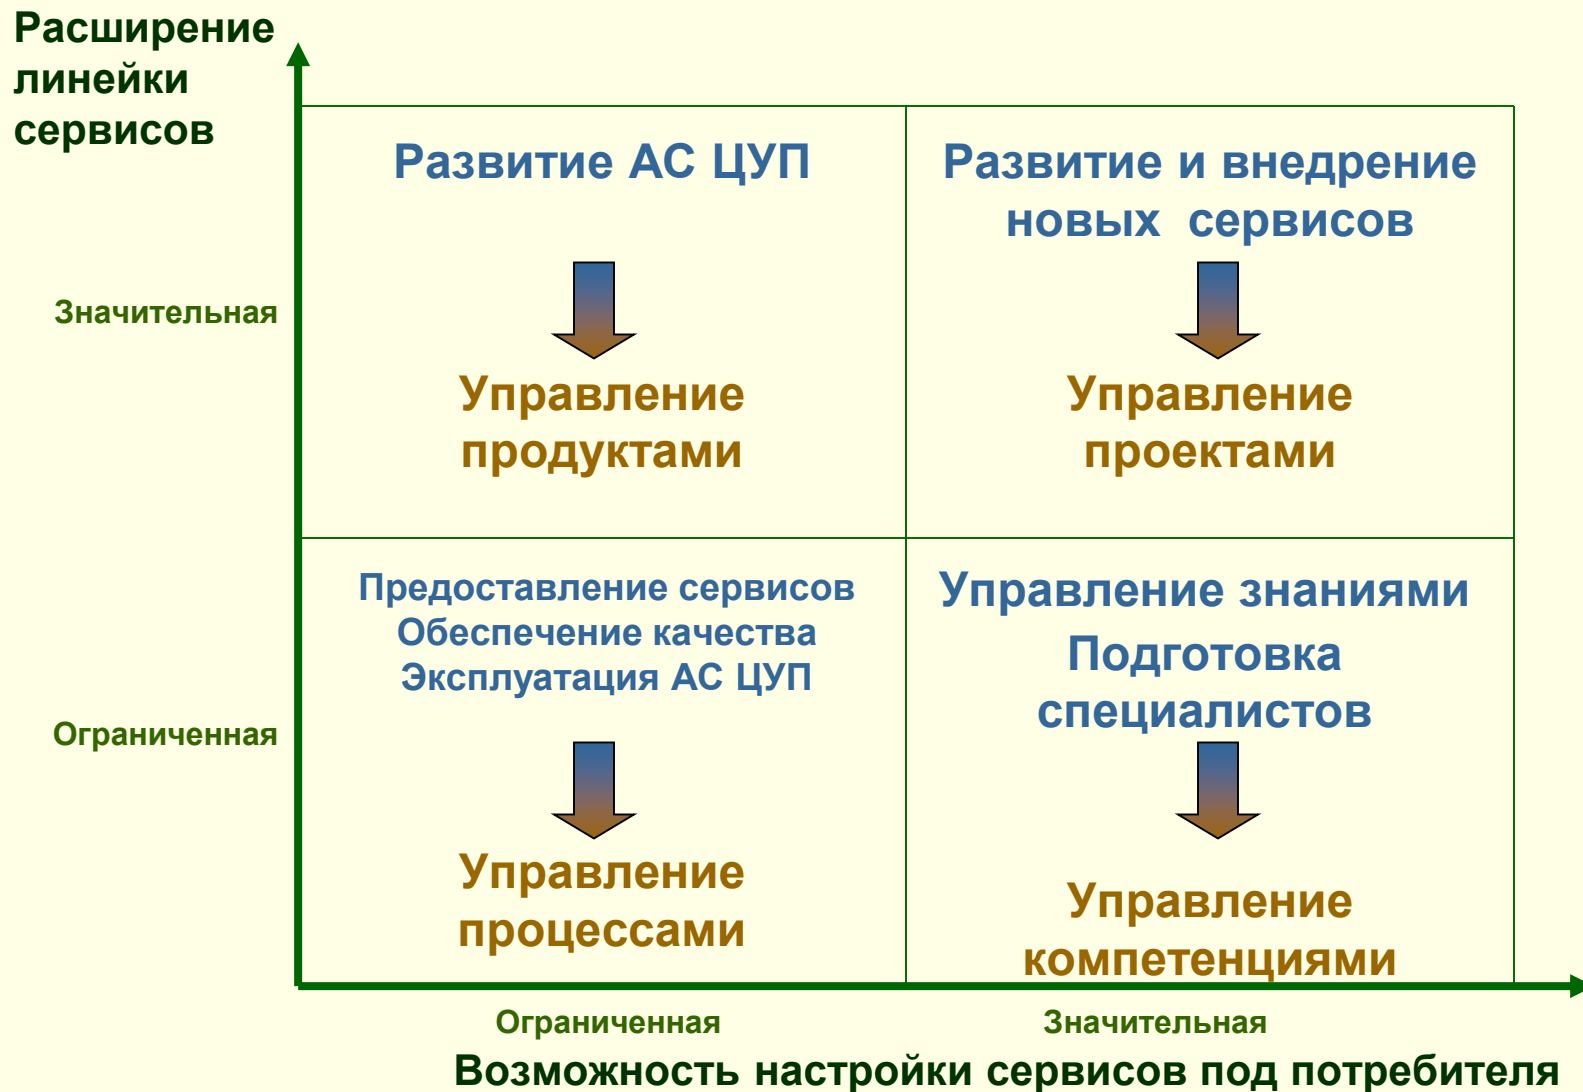 Расширение
линейки
сервисов
Развитие АС ЦУП
Развитие и внедрение
новых сервисов
Значительная
Управление
продуктами
Управление
проектами
Предоставление сервисов
Обеспечение качества
Эксплуатация АС ЦУП
Управление знаниями
Подготовка
специалистов
Ограниченная
Управление
процессами
Управление
компетенциями
Ограниченная
Значительная
Возможность настройки сервисов под потребителя